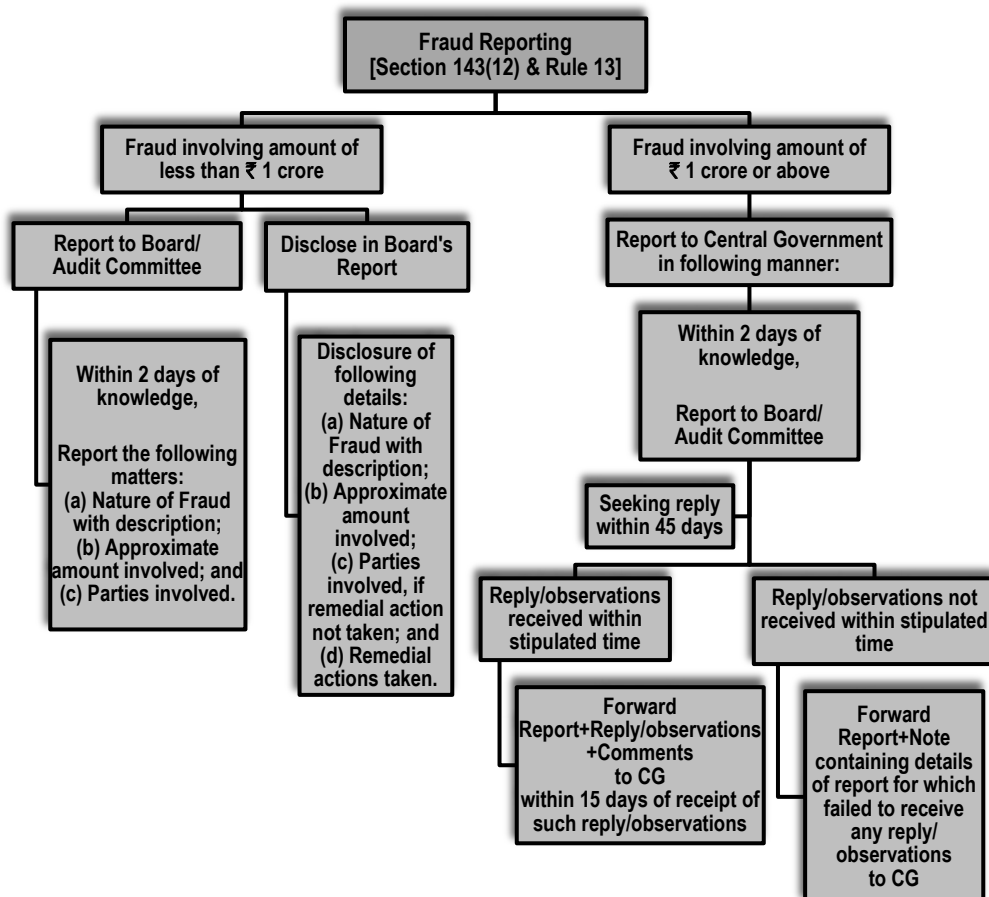 Fraud Reporting
[Section 143(12) & Rule 13]
Fraud involving amount of
less than ₹ 1 crore
Report to Board/
Audit Committee
Within 2 days of
knowledge,
Report the following
matters:
(a) Nature of Fraud
with description;
(b) Approximate
amount involved; and
(c) Parties involved.
Disclose in Board's
Report
Disclosure of
following
details:
(a) Nature of
Fraud with
description;
(b) Approximate
amount
involved;
(c) Parties
involved, if
remedial action
not taken; and
(d) Remedial
actions taken.
Fraud involving amount of
₹ 1 crore or above
Report to Central Government
in following manner:
Within 2 days of
knowledge,
Report to Board/
Audit Committee
Seeking reply
within 45 days
Reply/observations
received within
stipulated time
Forward
Report+Reply/observations
+Comments
to CG
within 15 days of receipt of
such reply/observations
Reply/observations not
received within stipulated
time
Forward
Report+Note
containing details
of report for which
failed to receive
any reply/
observations
to CG